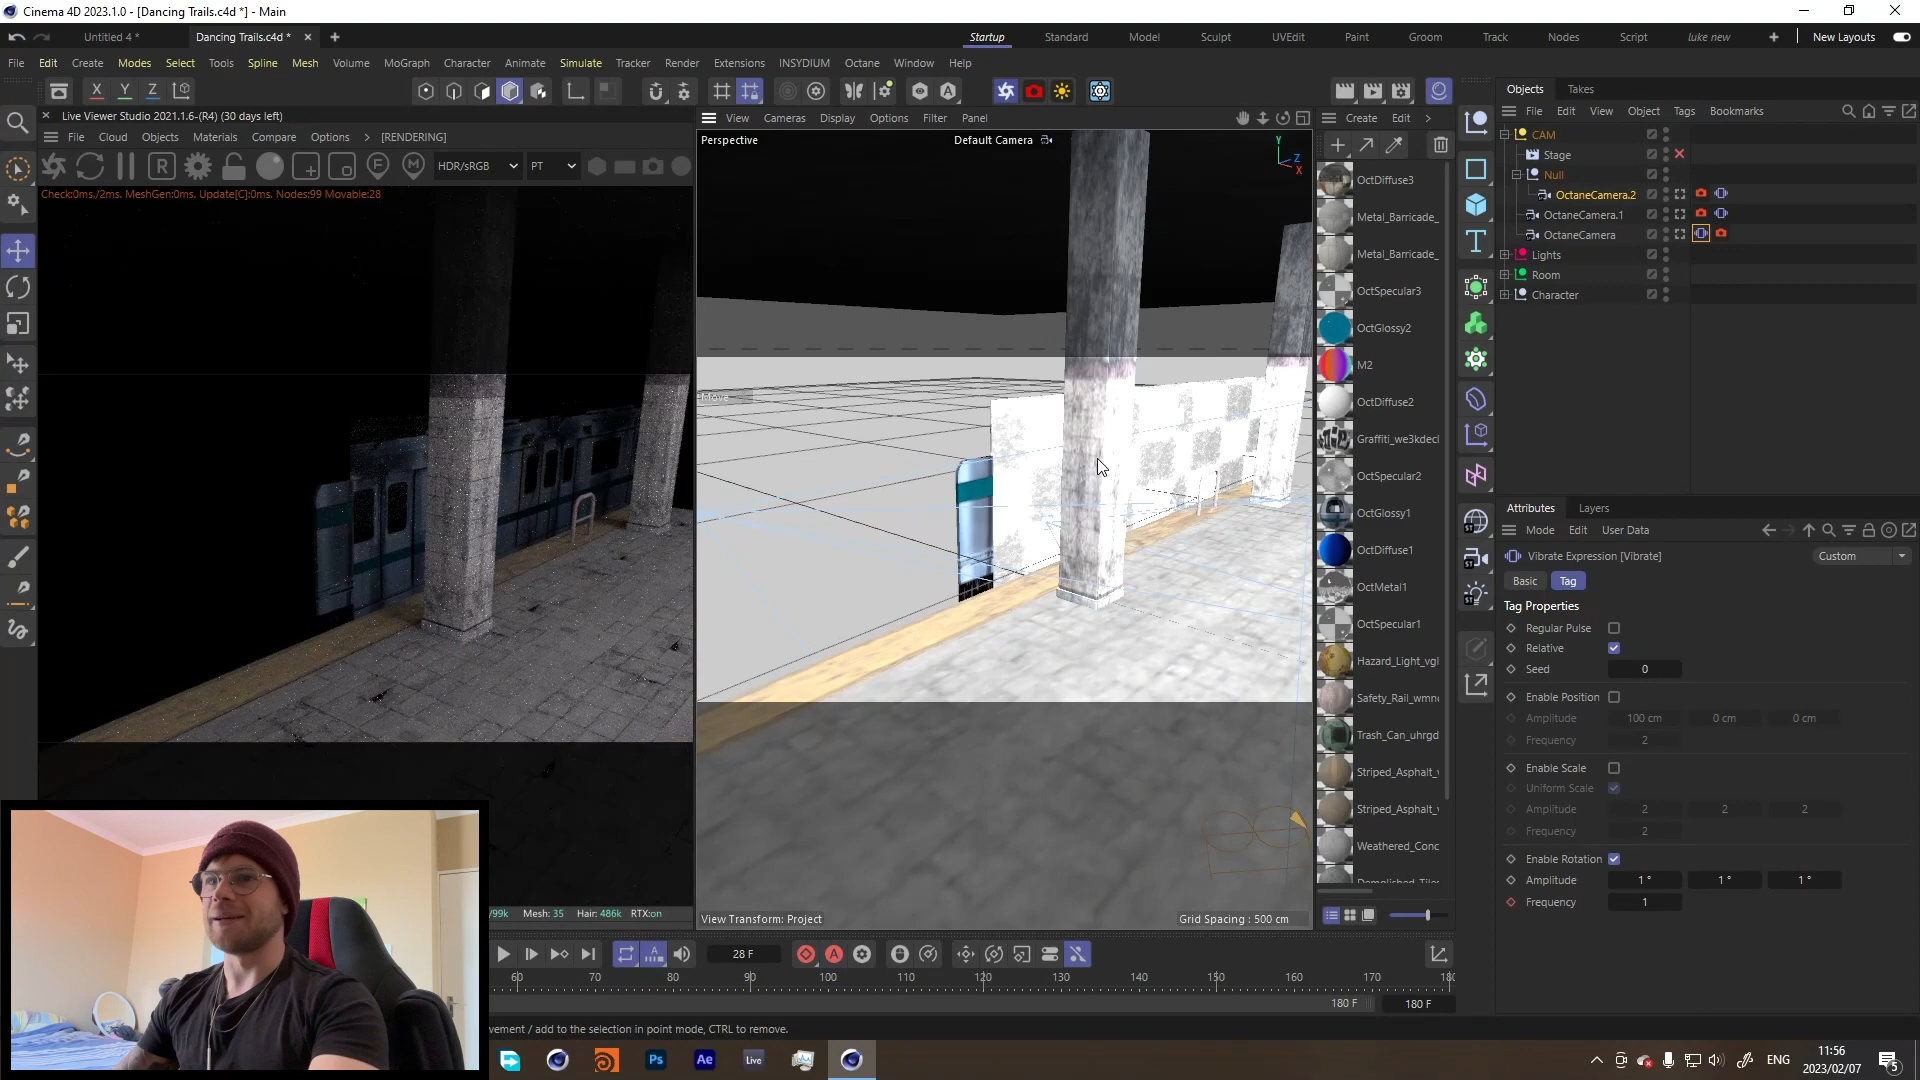 Cinema 4D 2023.1.0 - [Dancing Trails.c4d *] - Main
Untitled 4 *
Dancing Trails.c4d *
Startup
Standard
Model
Sculpt
UVEdit
Paint
Groom
Track
Nodes
Script
luke new
New Layouts
File Edit Create Modes Select Tools Spline Mesh Volume MoGraph Character Animate Simulate Tracker Render Extensions INSYDIUM Octane Window Help
X Y Z
Objects Takes
Live Viewer Studio 2021.1.6-(R4) (30 days left)
View Cameras Display Options Filter Panel
Create Edit
File Edit View Object Tags Bookmarks
File Cloud Objects Materials Compare Options > [RENDERING]
Perspective
Default Camera
HDR/sRGB
PT
Check:0ms./2ms. MeshGen:0ms. Update[C]:0ms. Nodes:99 Movable:28
Y
Z
X
Move
OctDiffuse3
Metal_Barricade_
Metal_Barricade_
OctSpecular3
OctGlossy2
M2
OctDiffuse2
Graffiti_we3kdecl
OctSpecular2
OctGlossy1
OctDiffuse1
OctMetal1
OctSpecular1
Hazard_Light_vgl
Safety_Rail_wmn
Trash_Can_uhrgd
Striped_Asphalt_
Striped_Asphalt_
Weathered_Conc
CAM
Stage
Null
OctaneCamera.2
OctaneCamera.1
OctaneCamera
Lights
Room
Character
Attributes Layers
Mode Edit User Data
Vibrate Expression [Vibrate]
Custom
Basic Tag
Tag Properties
Regular Pulse
Relative
Seed 0
Enable Position
Amplitude 100 cm 0 cm 0 cm
Frequency 2
Enable Scale
Uniform Scale
Amplitude 2 2 2
Frequency 2
Enable Rotation
Amplitude 1 ° 1 ° 1 °
Frequency 1
/99k Mesh: 35 Hair: 486k RTX:on
View Transform: Project
Grid Spacing : 500 cm
28 F
60 70 80 90 100 110 120 130 140 150 160 170
180 F
180 F
vement / add to the selection in point mode, CTRL to remove.
Ps
Ae
Live
ENG
11:56
2023/02/07
5